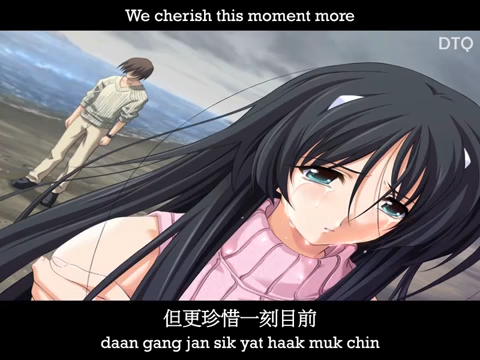 We cherish this moment more
DTQ
但更珍惜一刻目前
daan gang jan sik yat haak muk chin